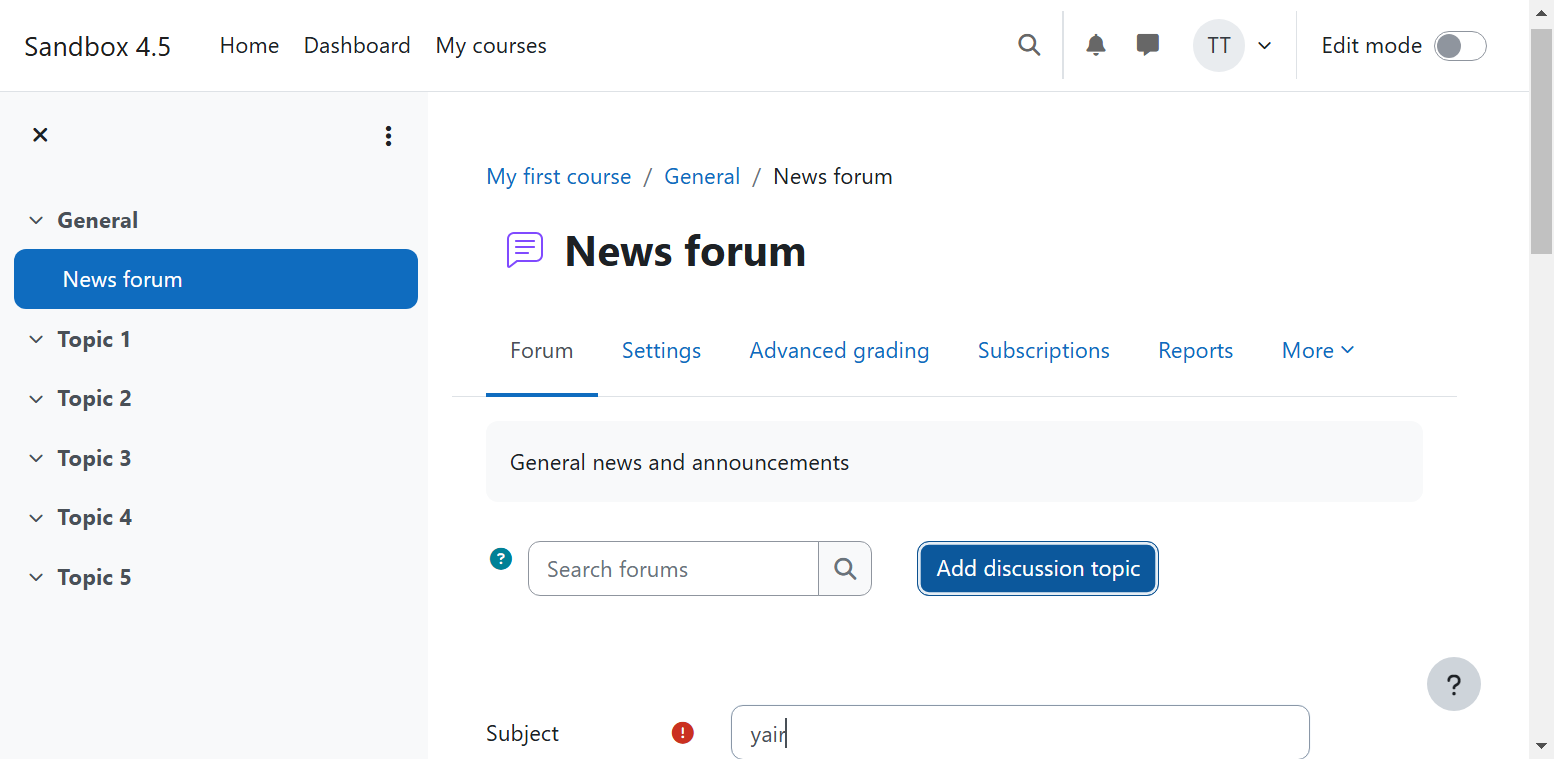 Sandbox 4.5 Home Dashboard My courses TT Edit mode
General
News forum
Topic 1
Topic 2
Topic 3
Topic 4
Topic 5
My first course / General / News forum
News forum
Forum Settings Advanced grading Subscriptions Reports More
General news and announcements
? Search forums Add discussion topic
?
Subject ! yair